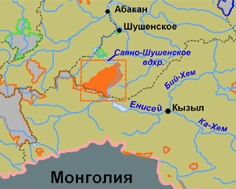 Абакан
Шушенское
Саяно-Шушенское
вдхр.
Бий-Хем
Енисей
Кызыл
Ка-Хем
Монголия